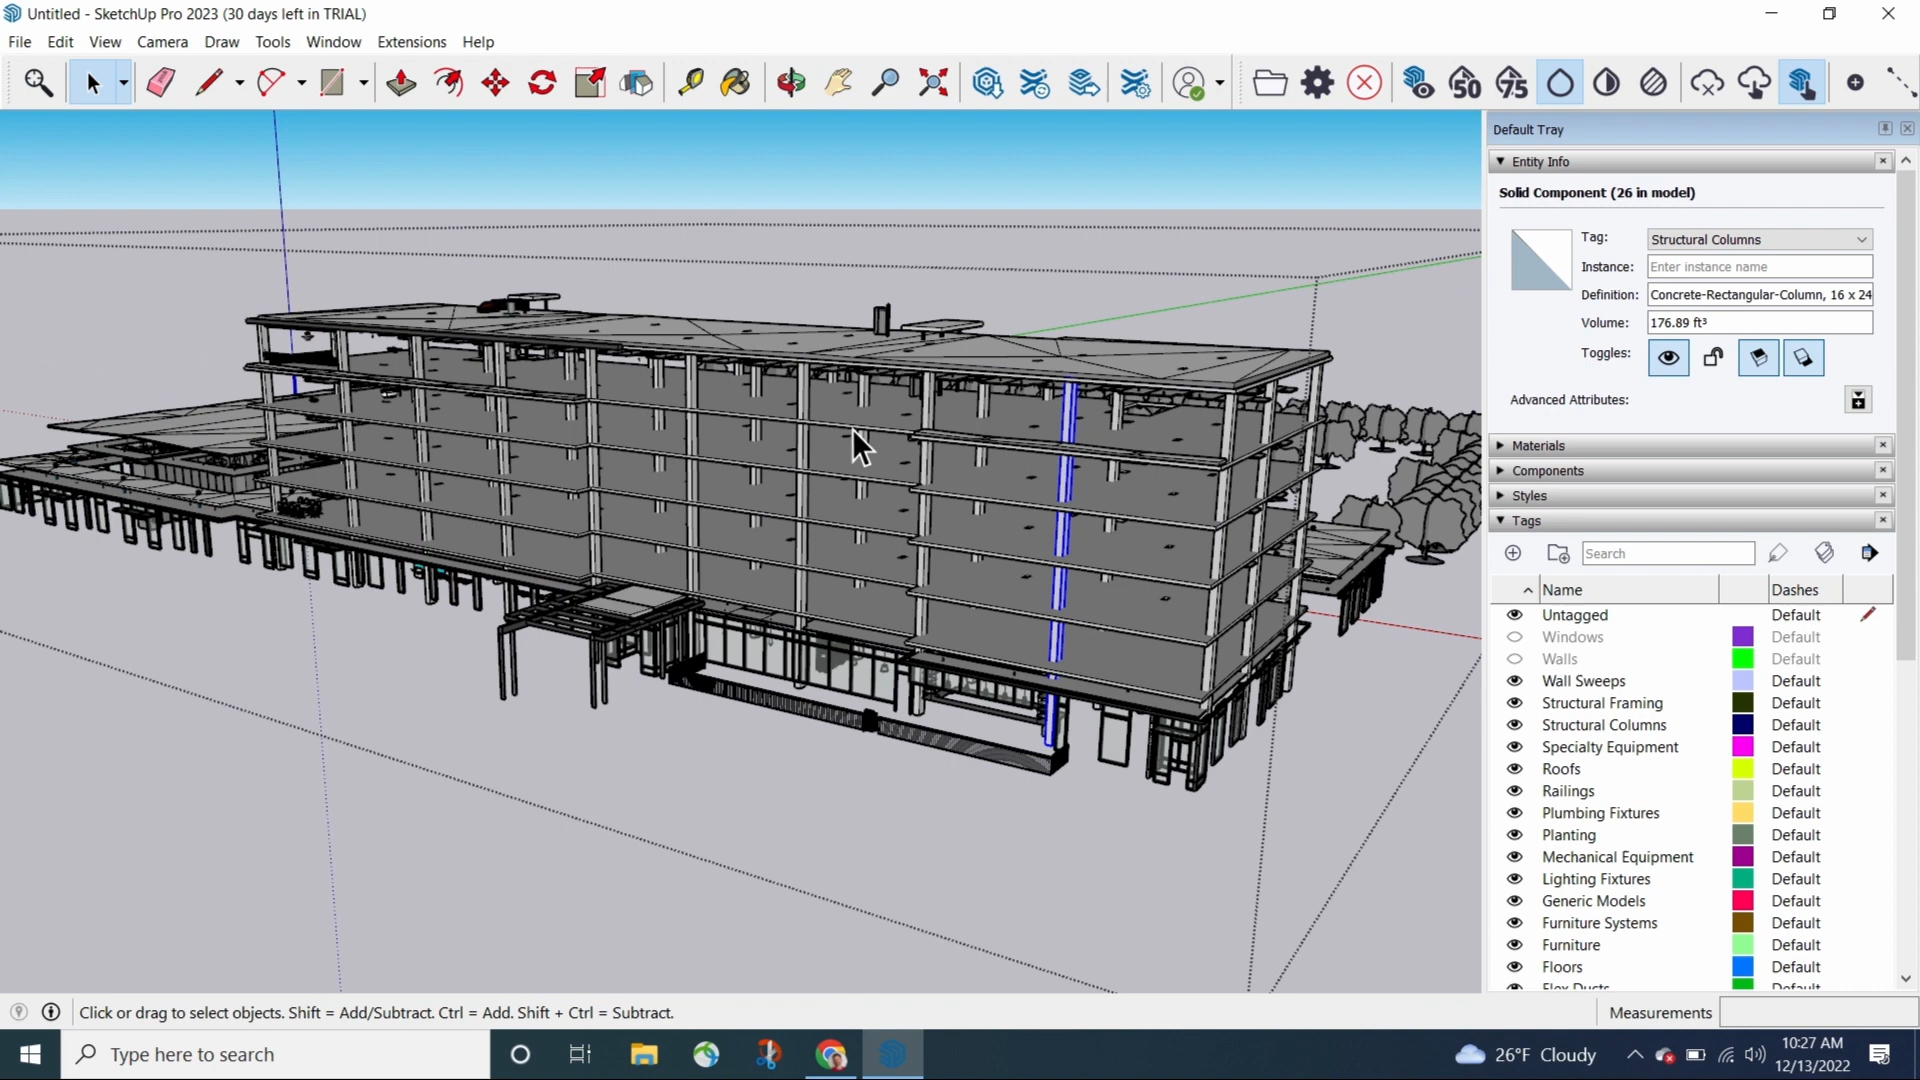 Untitled - SketchUp Pro 2023 (30 days left in TRIAL)
File Edit View Camera Draw Tools Window Extensions Help
50 75
Default Tray
Entity Info
Solid Component (26 in model)
Tag: Structural Columns
Instance: Enter instance name
Definition: Concrete-Rectangular-Column, 16 x 24
Volume: 176.89 ft³
Toggles:
Advanced Attributes:
Materials
Components
Styles
Tags
Search
Name Dashes
Untagged Default
Windows Default
Walls Default
Wall Sweeps Default
Structural Framing Default
Structural Columns Default
Specialty Equipment Default
Roofs Default
Railings Default
Plumbing Fixtures Default
Planting Default
Mechanical Equipment Default
Lighting Fixtures Default
Generic Models Default
Furniture Systems Default
Furniture Default
Floors Default
Flex Ducts Default
Click or drag to select objects. Shift = Add/Subtract. Ctrl = Add. Shift + Ctrl = Subtract.
Measurements
Type here to search
26°F Cloudy
10:27 AM
12/13/2022